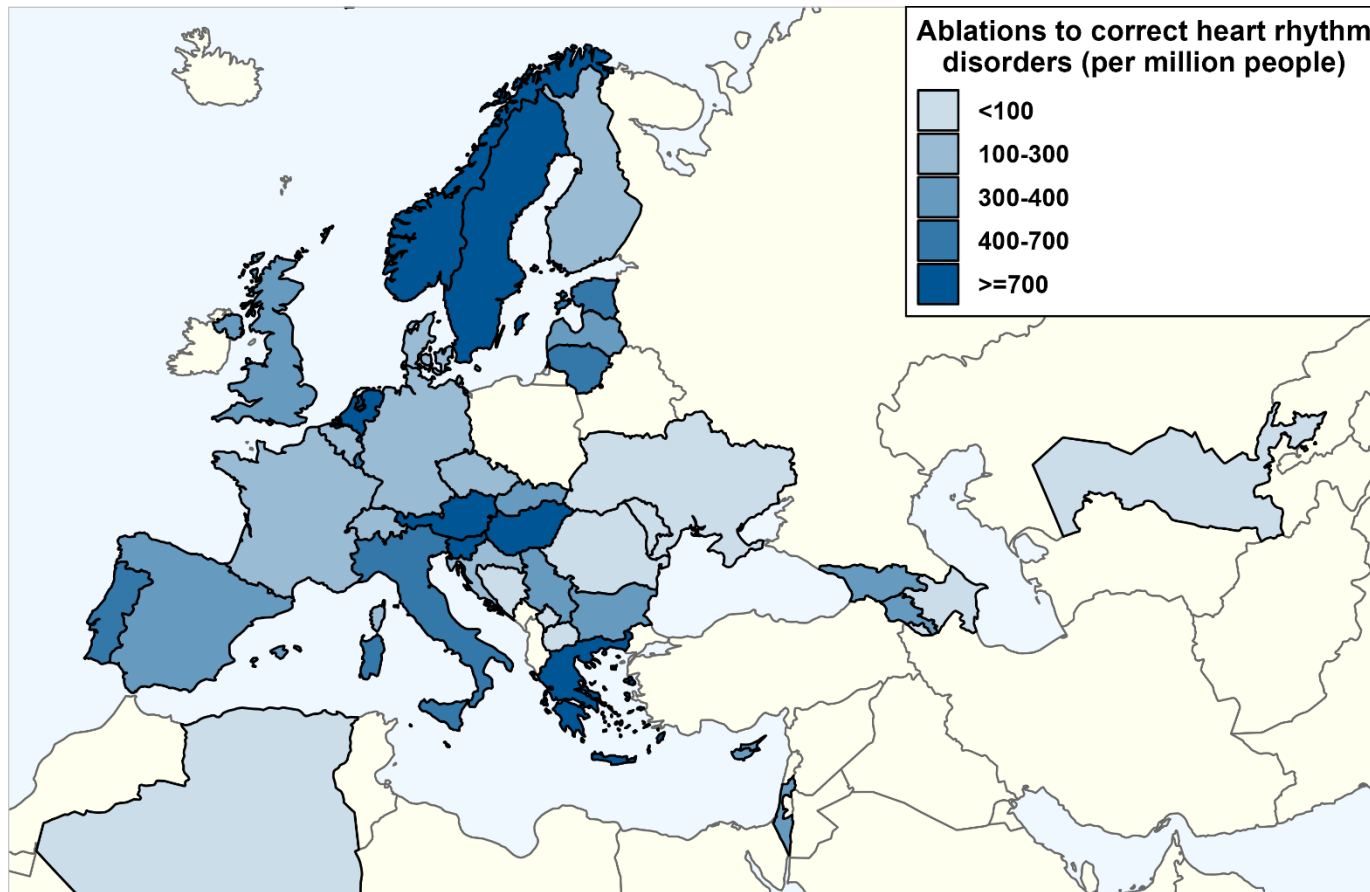 Ablations to correct heart rhythm
disorders (per million people)
<100
100-300
300-400
400-700
>=700